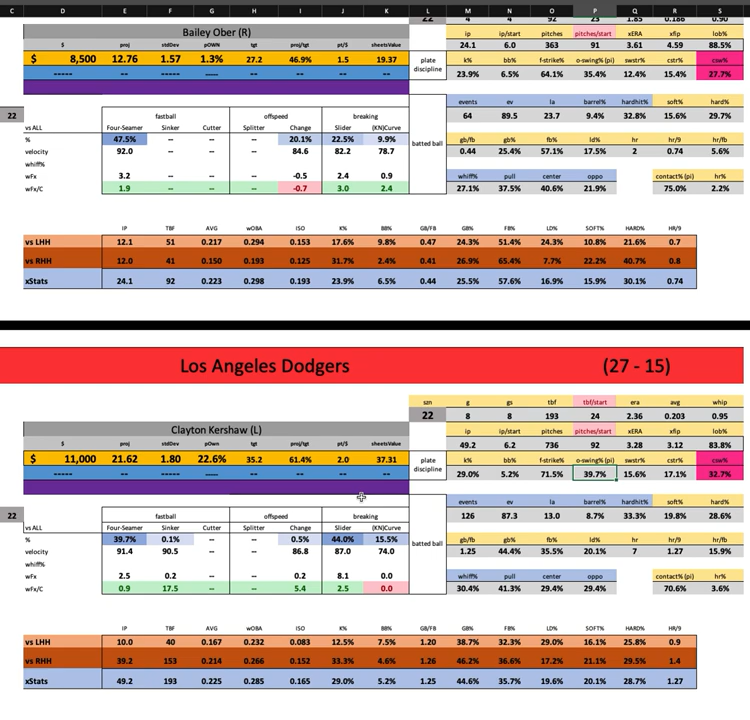 C D E F G H I J K L M N O P Q R S
22 4 4 92 23 1.85 0.186 0.90
Bailey Ober (R) ip ip/start pitches pitches/start xERA xfip lob%
$ proj stdDev pOWN tgt proj/tgt pt/$ sheetsValue 24.1 6.0 363 91 3.61 4.59 88.5%
$ 8,500 12.76 1.57 1.3% 27.2 46.9% 1.5 19.37 plate discipline k% bb% f-strike% o-swing% (pi) swstr% cstr% csw%
----- -- -- ---- -- -- -- -- 23.9% 6.5% 64.1% 35.4% 12.4% 15.4% 27.7%
events ev la barrel% hardhit% soft% hard%
22 fastball offspeed breaking 64 89.5 23.7 9.4% 32.8% 15.6% 29.7%
vs ALL Four-Seamer Sinker Cutter Splitter Change Slider (KN)Curve
% 47.5% -- -- -- 20.1% 22.5% 9.9% batted ball gb/fb gb% fb% ld% hr hr/9 hr/fb
velocity 92.0 -- -- -- 84.6 82.2 78.7 0.44 25.4% 57.1% 17.5% 2 0.74 5.6%
whiff%
wFx 3.2 -- -- -- -0.5 2.4 0.9 whiff% pull center oppo contact% (pi) hr%
wFx/C 1.9 -- -- -- -0.7 3.0 2.4 27.1% 37.5% 40.6% 21.9% 75.0% 2.2%
IP TBF AVG wOBA ISO K% BB% GB/FB GB% FB% LD% SOFT% HARD% HR/9
vs LHH 12.1 51 0.217 0.294 0.153 17.6% 9.8% 0.47 24.3% 51.4% 24.3% 10.8% 21.6% 0.7
vs RHH 12.0 41 0.150 0.193 0.125 31.7% 2.4% 0.41 26.9% 65.4% 7.7% 22.2% 40.7% 0.8
xStats 24.1 92 0.223 0.298 0.193 23.9% 6.5% 0.44 25.5% 57.6% 16.9% 15.9% 30.1% 0.74
Los Angeles Dodgers (27 - 15)
szn g gs tbf tbf/start era avg whip
22 8 8 193 24 2.36 0.203 0.95
Clayton Kershaw (L) ip ip/start pitches pitches/start xERA xfip lob%
$ proj stdDev pOwn tgt proj/tgt pt/$ sheetsValue 49.2 6.2 736 92 3.28 3.12 83.8%
$ 11,000 21.62 1.80 22.6% 35.2 61.4% 2.0 37.31 plate discipline k% bb% f-strike% o-swing% (pi) swstr% cstr% csw%
----- -- -- ---- -- -- -- -- 29.0% 5.2% 71.5% 39.7% 15.6% 17.1% 32.7%
events ev la barrel% hardhit% soft% hard%
22 fastball offspeed breaking 126 87.3 13.0 8.7% 33.3% 19.8% 28.6%
vs ALL Four-Seamer Sinker Cutter Splitter Change Slider (KN)Curve
% 39.7% 0.1% -- -- 0.5% 44.0% 15.5% batted ball gb/fb gb% fb% ld% hr hr/9 hr/fb
velocity 91.4 90.5 -- -- 86.8 87.0 74.0 1.25 44.4% 35.5% 20.1% 7 1.27 15.9%
whiff%
wFx 2.5 0.2 -- -- 0.2 8.1 0.0 whiff% pull center oppo contact% (pi) hr%
wFx/C 0.9 17.5 -- -- 5.4 2.5 0.0 30.4% 41.3% 29.4% 29.4% 70.6% 3.6%
IP TBF AVG wOBA ISO K% BB% GB/FB GB% FB% LD% SOFT% HARD% HR/9
vs LHH 10.0 40 0.167 0.232 0.083 12.5% 7.5% 1.20 38.7% 32.3% 29.0% 16.1% 25.8% 0.9
vs RHH 39.2 153 0.214 0.266 0.152 33.3% 4.6% 1.26 46.2% 36.6% 17.2% 21.1% 29.5% 1.4
xStats 49.2 193 0.225 0.285 0.165 29.0% 5.2% 1.25 44.6% 35.7% 19.6% 20.1% 28.7% 1.27